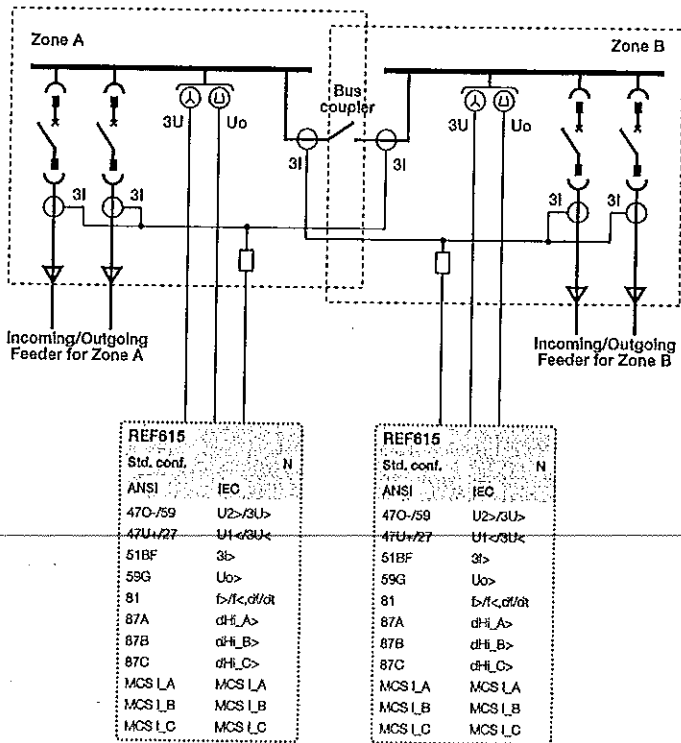 Zone A
Zone B
Bus
coupler
3U
Uo
3U
Uo
3I
3I
3I
3I
3I
3I
Incoming/Outgoing
Feeder for Zone A
Incoming/Outgoing
Feeder for Zone B
REF615
Std. conf. N
ANSI IEC
47O-/59 U2>/3U>
47U+/27 U1</3U<
51BF 3I>
59G Uo>
81 f>/f<,df/dt
87A dHi_A>
87B dHi_B>
87C dHi_C>
MCS I_A MCS I_A
MCS I_B MCS I_B
MCS I_C MCS I_C
REF615
Std. conf. N
ANSI IEC
47O-/59 U2>/3U>
47U+/27 U1</3U<
51BF 3I>
59G Uo>
81 f>/f<,df/dt
87A dHi_A>
87B dHi_B>
87C dHi_C>
MCS I_A MCS I_A
MCS I_B MCS I_B
MCS I_C MCS I_C